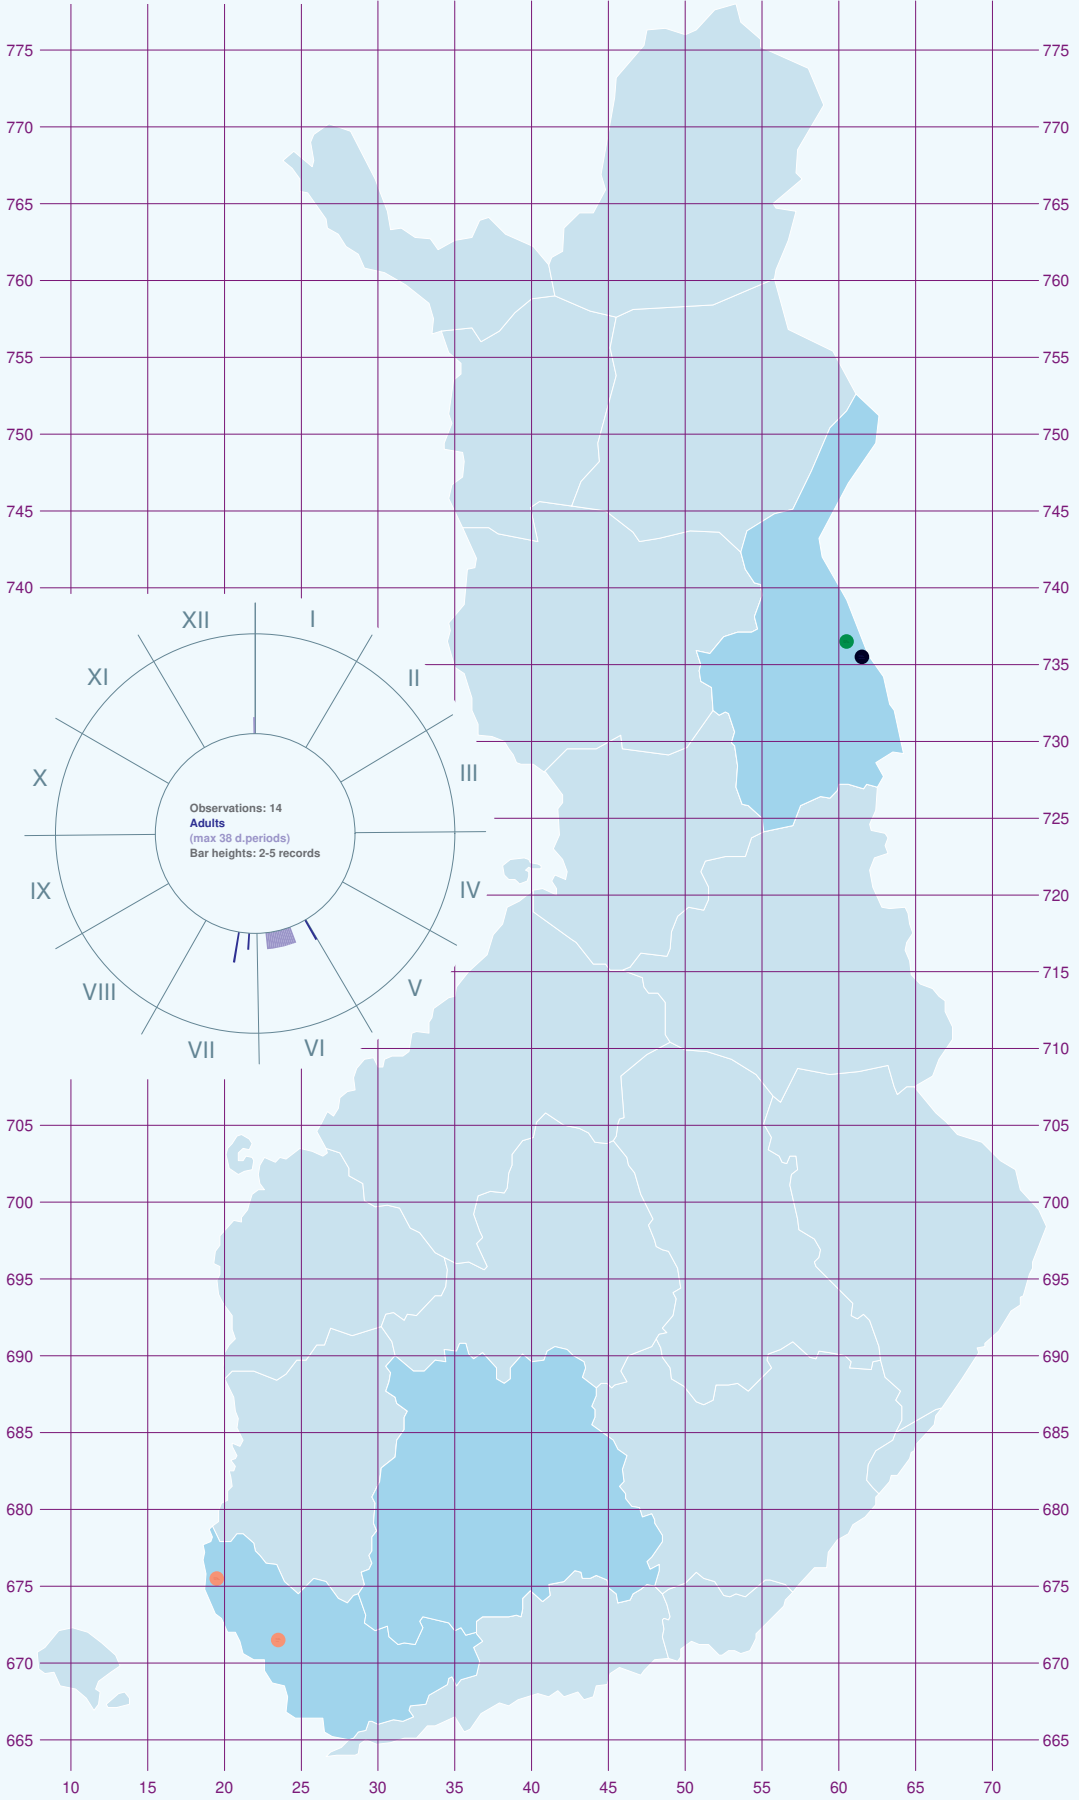 775 775
770 770
765 765
760 760
755 755
750 750
745 745
740 740
735 735
730 730
725 725
720 720
715 715
710 710
705 705
700 700
695 695
690 690
685 685
680 680
675 675
670 670
665 665
10 15 20 25 30 35 40 45 50 55 60 65 70
XII I
XI II
X III
IX IV
VIII V
VII VI
Observations: 14
Adults
(max 38 d.periods)
Bar heights: 2-5 records